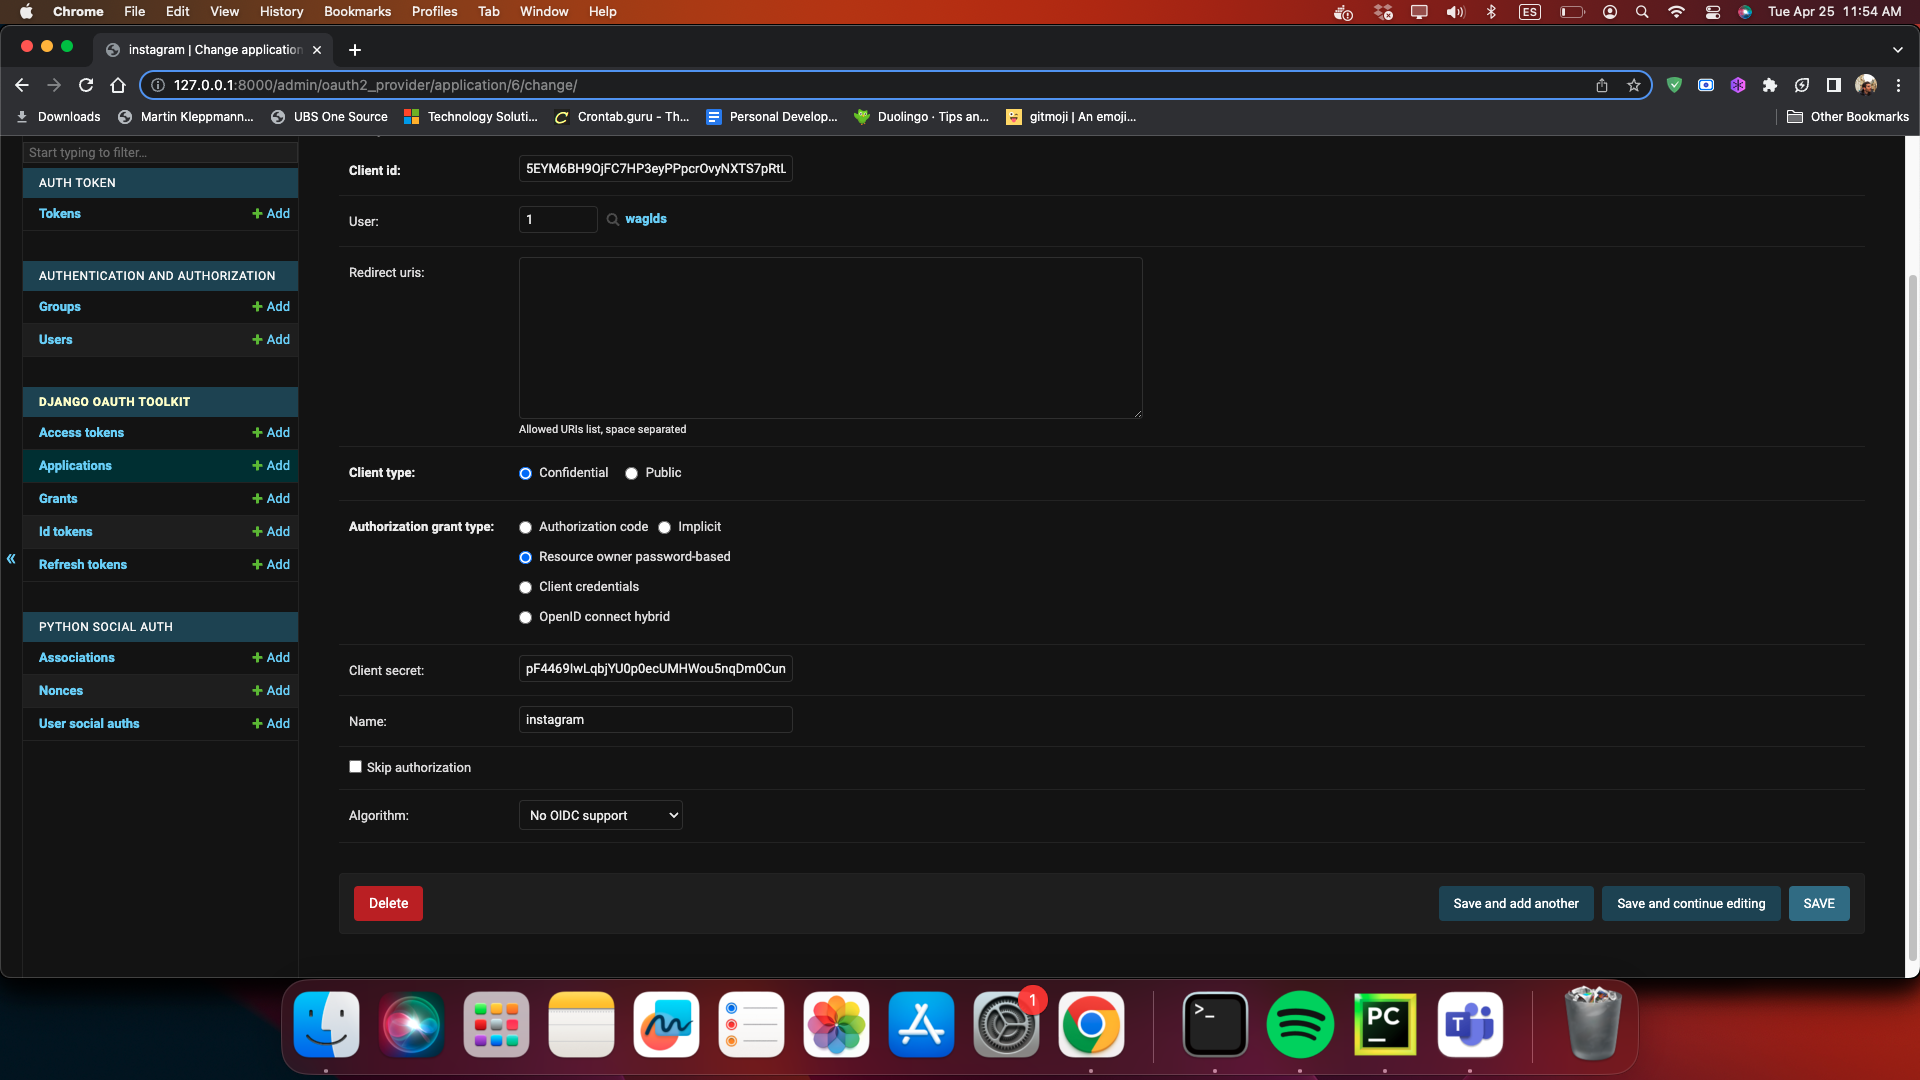 Chrome File Edit View History Bookmarks Profiles Tab Window Help ES Tue Apr 25 11:54 AM
instagram | Change application
127.0.0.1:8000/admin/oauth2_provider/application/6/change/
Downloads Martin Kleppmann... UBS One Source Technology Soluti... Crontab.guru - Th... Personal Develop... Duolingo · Tips an... gitmoji | An emoji... Other Bookmarks
Start typing to filter...
AUTH TOKEN
Tokens + Add
AUTHENTICATION AND AUTHORIZATION
Groups + Add
Users + Add
DJANGO OAUTH TOOLKIT
Access tokens + Add
Applications + Add
Grants + Add
Id tokens + Add
Refresh tokens + Add
PYTHON SOCIAL AUTH
Associations + Add
Nonces + Add
User social auths + Add
«
Client id: 5EYM6BH9OjFC7HP3eyPPpcrOvyNXTS7pRtL
User: 1 waglds
Redirect uris:
Allowed URIs list, space separated
Client type: Confidential Public
Authorization grant type: Authorization code Implicit
Resource owner password-based
Client credentials
OpenID connect hybrid
Client secret: pF4469IwLqbjYU0p0ecUMHWou5nqDm0Cun
Name: instagram
Skip authorization
Algorithm: No OIDC support
Delete Save and add another Save and continue editing SAVE
1
>_
PC
T